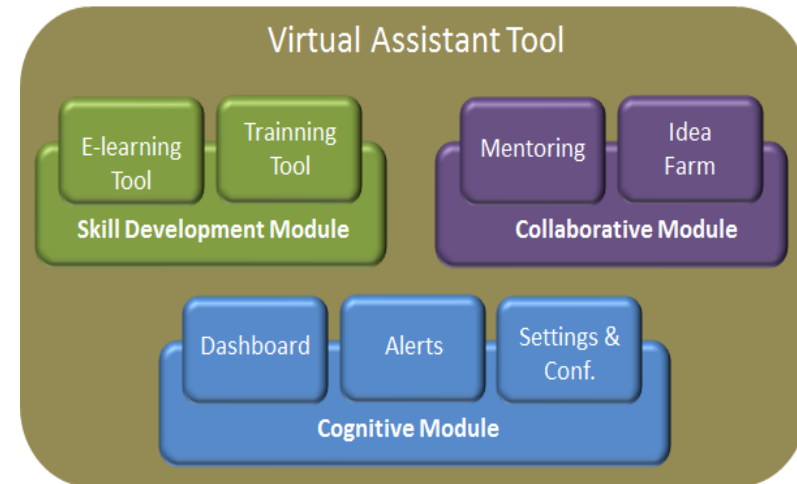 Virtual Assistant Tool
E-learning
Tool
Trainning
Tool
Skill Development Module
Mentoring
Idea
Farm
Collaborative Module
Dashboard
Alerts
Settings &
Conf.
Cognitive Module